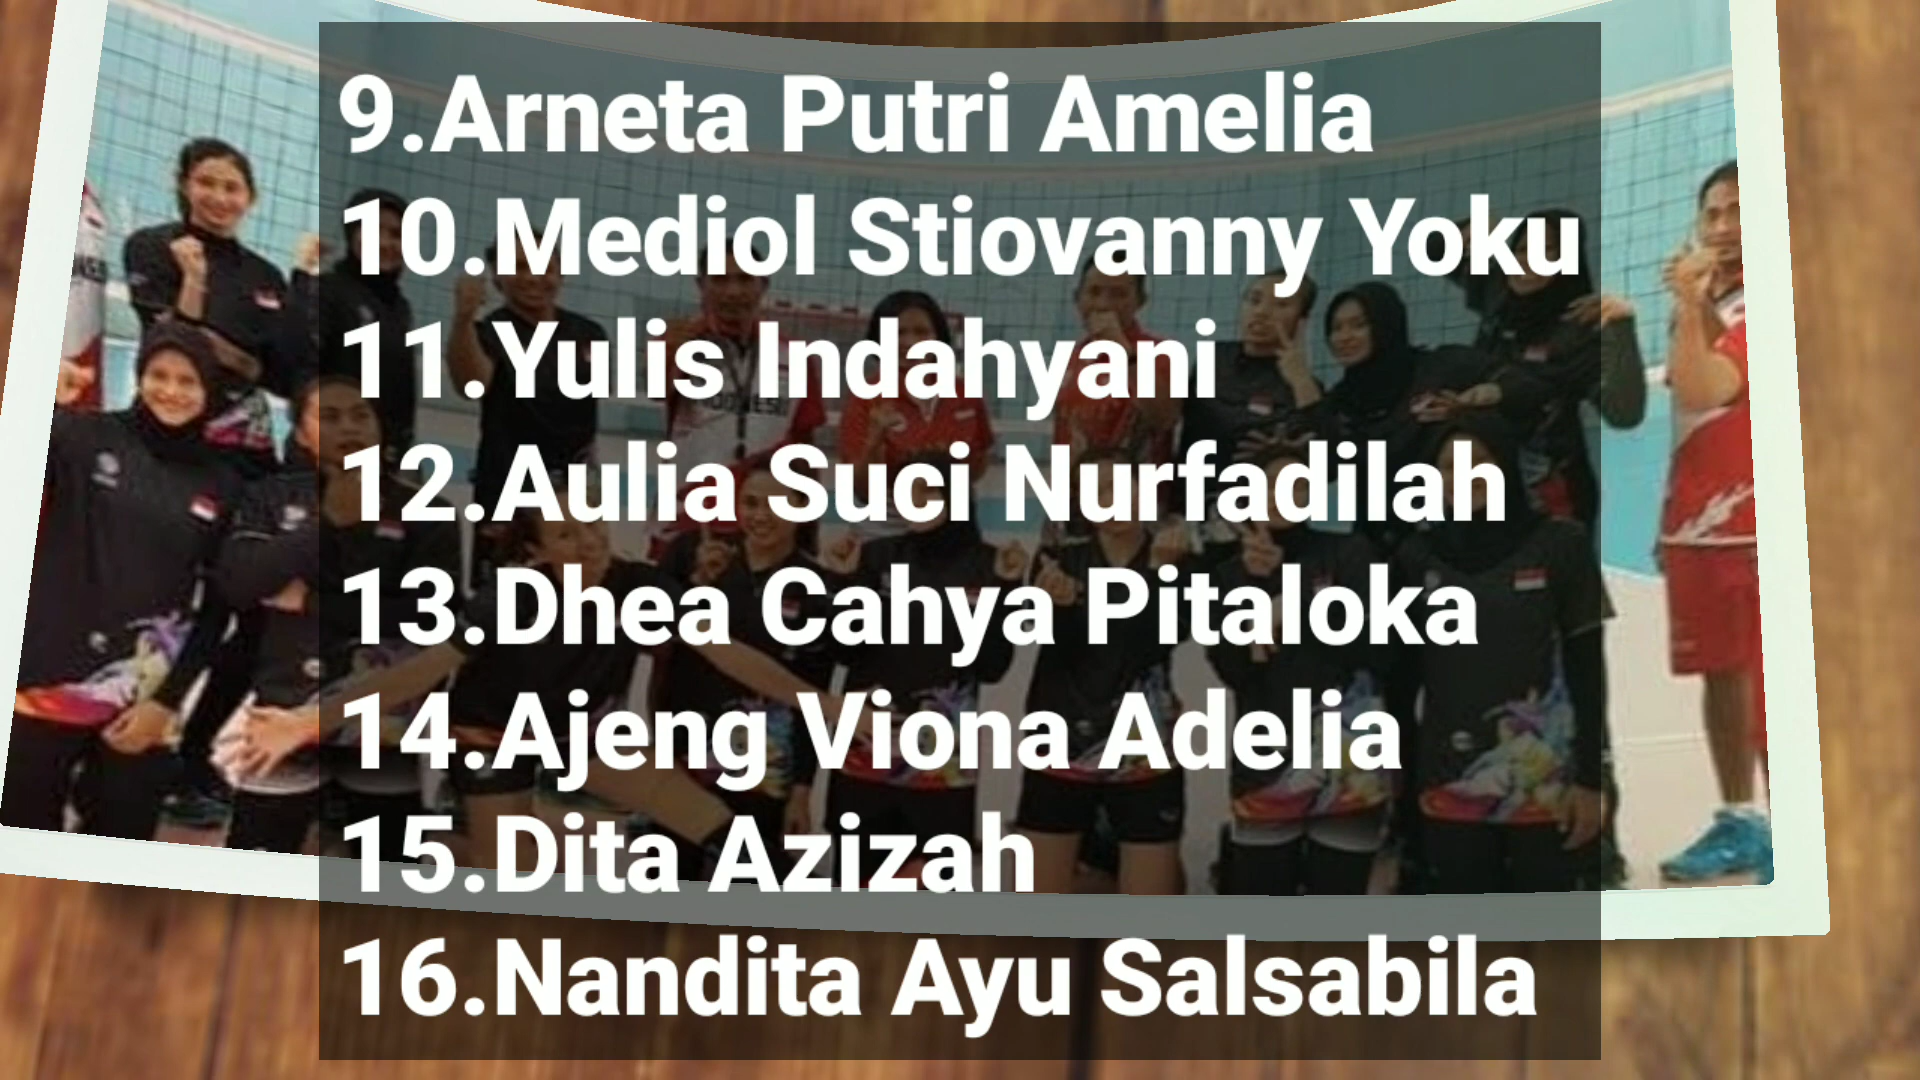 9.Arneta Putri Amelia
10.Mediol Stiovanny Yoku
11.Yulis Indahyani
12.Aulia Suci Nurfadilah
13.Dhea Cahya Pitaloka
14.Ajeng Viona Adelia
15.Dita Azizah
16.Nandita Ayu Salsabila